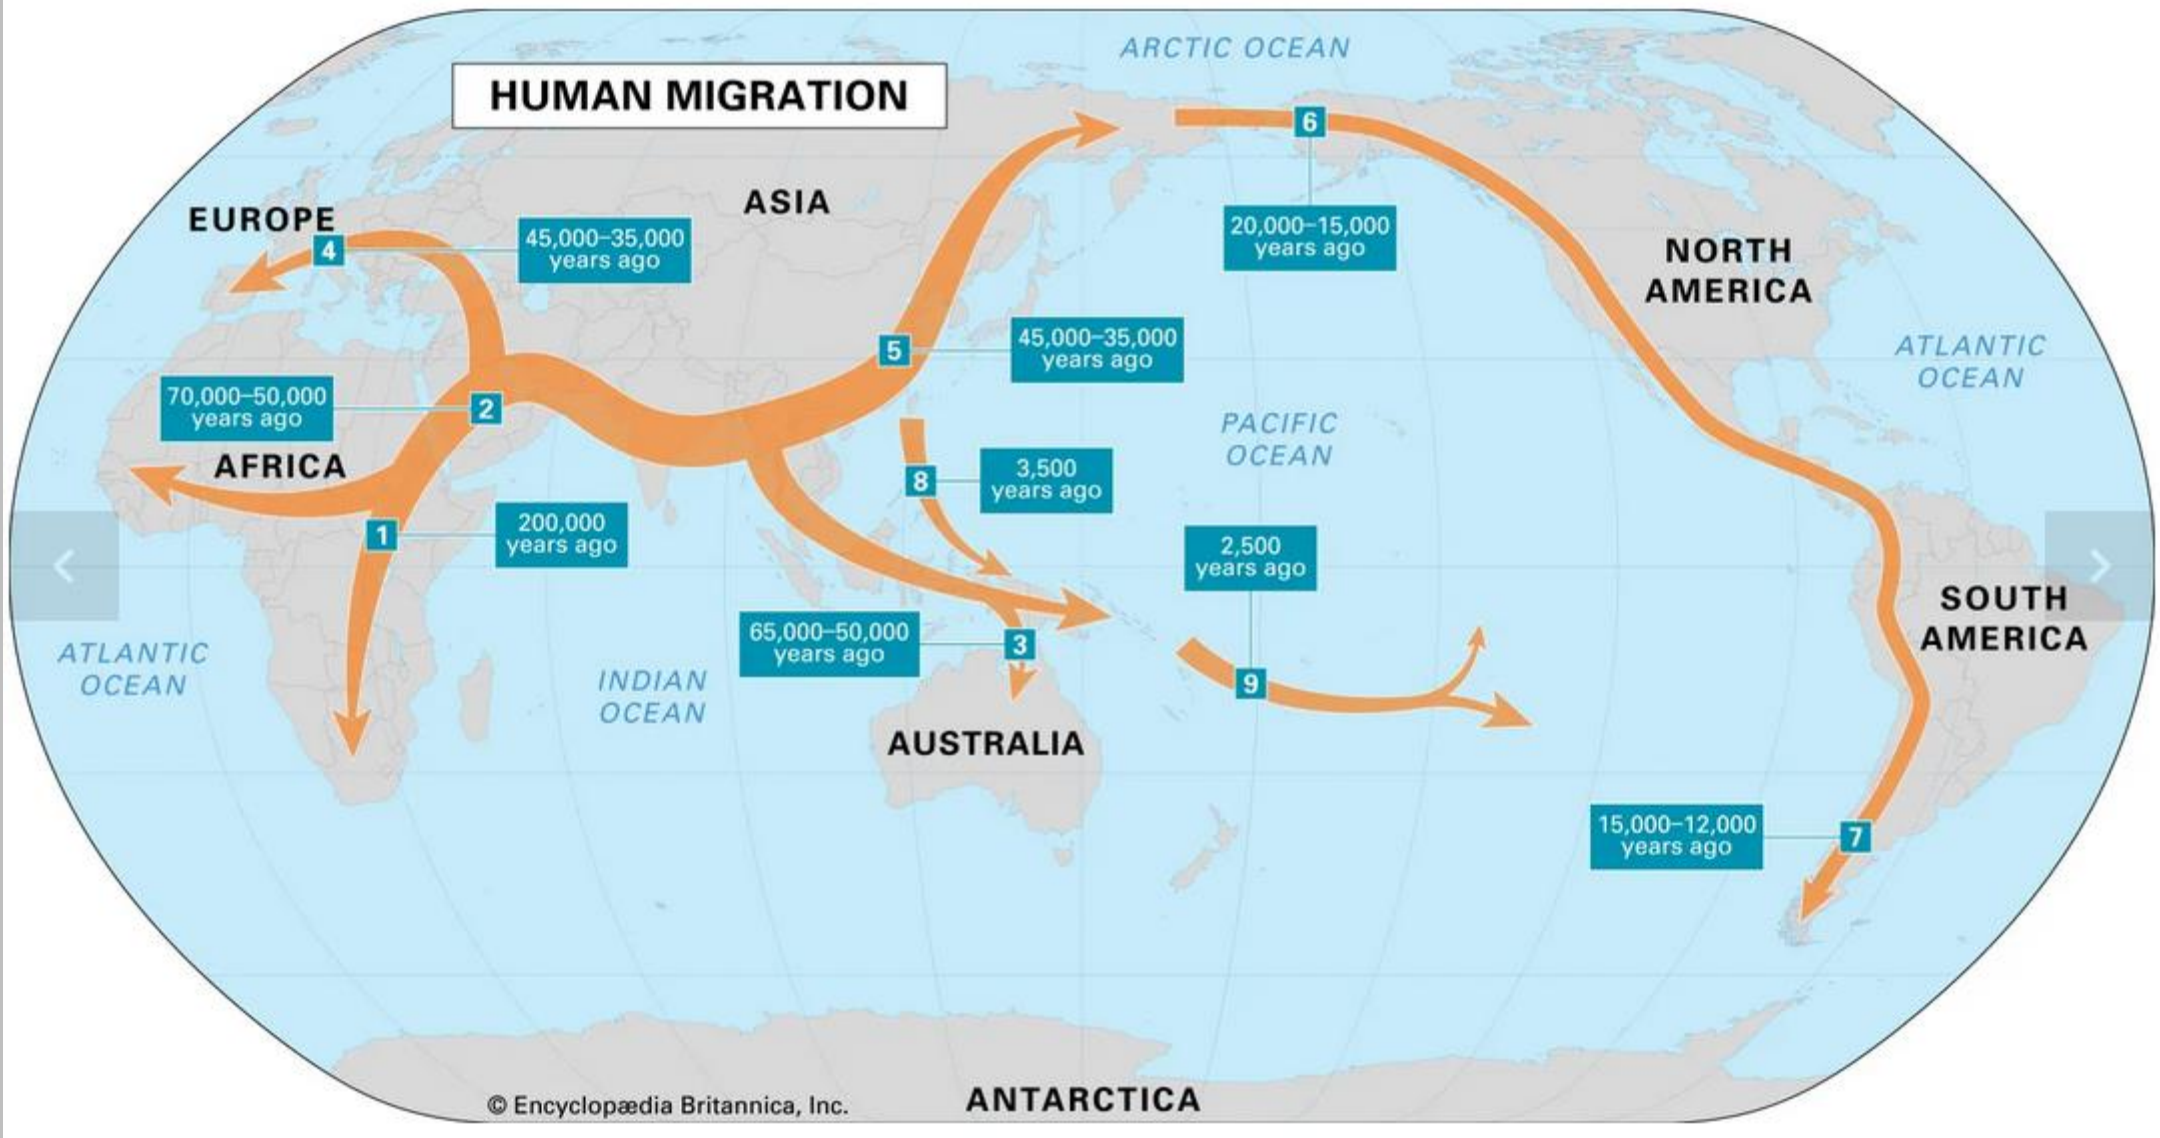 ARCTIC OCEAN
HUMAN MIGRATION
6
ASIA
EUROPE
4
45,000–35,000
years ago
20,000–15,000
years ago
NORTH
AMERICA
5
45,000–35,000
years ago
ATLANTIC
OCEAN
70,000–50,000
years ago
2
PACIFIC
OCEAN
AFRICA
8
3,500
years ago
1
200,000
years ago
2,500
years ago
SOUTH
AMERICA
65,000–50,000
years ago
3
ATLANTIC
OCEAN
INDIAN
OCEAN
9
AUSTRALIA
15,000–12,000
years ago
7
© Encyclopædia Britannica, Inc.
ANTARCTICA